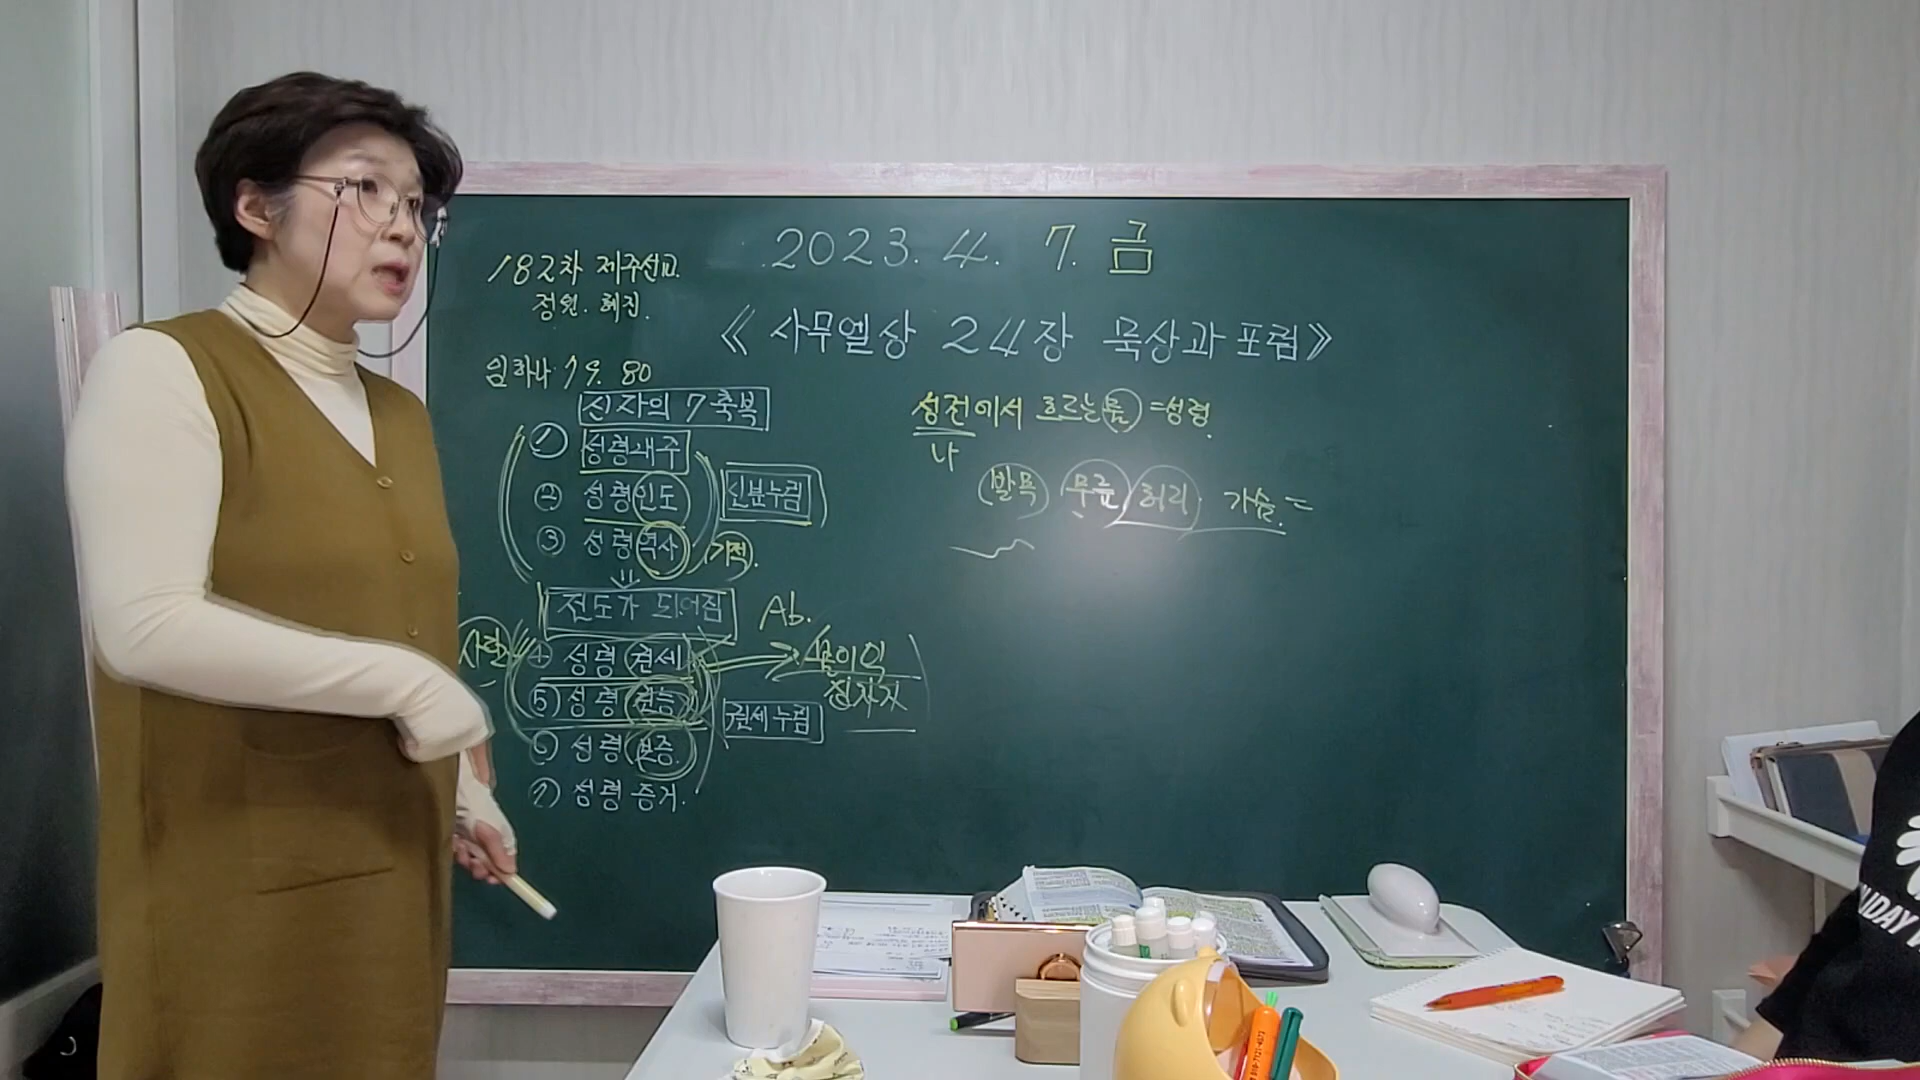 2023. 4. 7. 금
182차 제주선교
정원. 혜진.
《 사무엘상 24장 묵상과 포럼》
임하나 79. 80
신자의 7축복
① 성령내주
② 성령인도
신분누림
③ 성령역사
기적.
전도가 되어짐
Ab.
④ 성령 권세
⑤ 성령 권능
권세누림
⑥ 성령 보증.
⑦ 성령 증거.
성전에서 흐르는 물 =성령.
나
발목 무릎 허리. 가슴. =